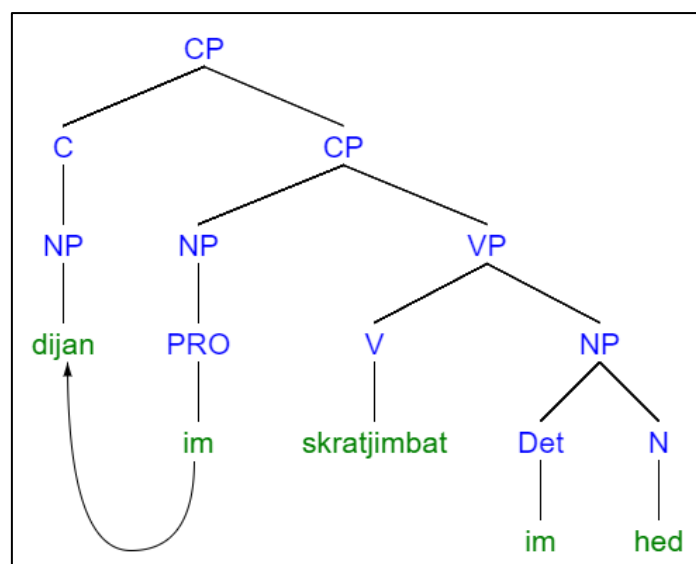 CP
C CP
NP NP VP
dijan PRO V NP
im skratjimbat Det N
im hed